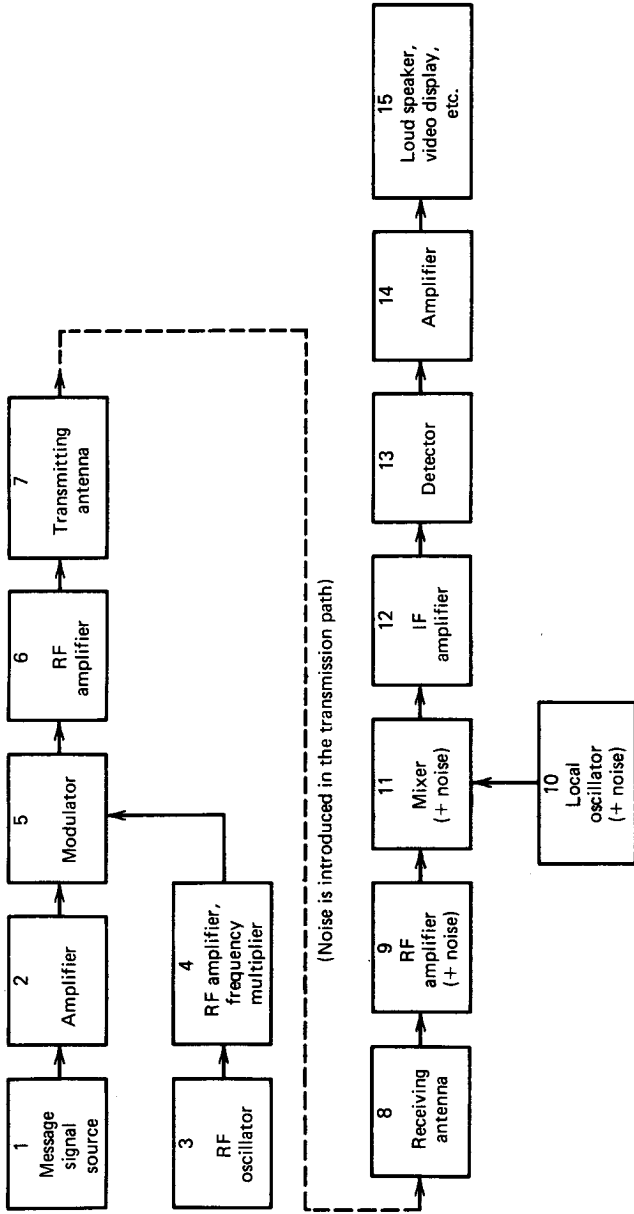 1
Message
signal
source
2
Amplifier
3
RF
oscillator
4
RF amplifier,
frequency
multiplier
5
Modulator
6
RF
amplifier
7
Transmitting
antenna
(Noise is introduced in the transmission path)
8
Receiving
antenna
9
RF
amplifier
(+ noise)
10
Local
oscillator
(+ noise)
11
Mixer
(+ noise)
12
IF
amplifier
13
Detector
14
Amplifier
15
Loud speaker,
video display,
etc.